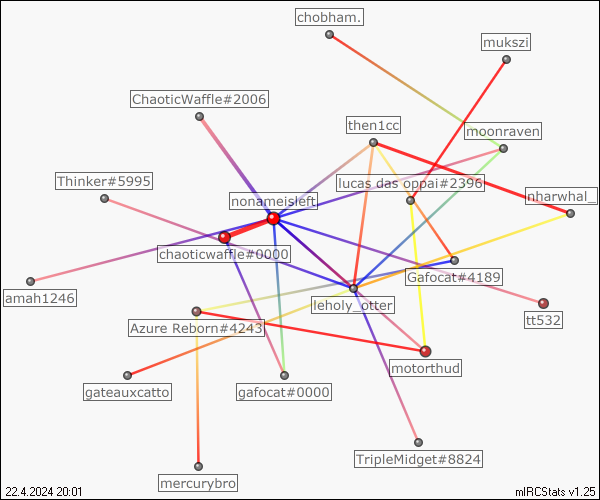 chobham.
mukszi
ChaoticWaffle#2006
then1cc
moonraven
Thinker#5995
lucas das oppai#2396
nonameisleft
nharwhal_
chaoticwaffle#0000
Gafocat#4189
amah1246
leholy_otter
tt532
Azure Reborn#4243
motorthud
gateauxcatto
gafocat#0000
TripleMidget#8824
mercurybro
22.4.2024 20:01
mIRCStats v1.25